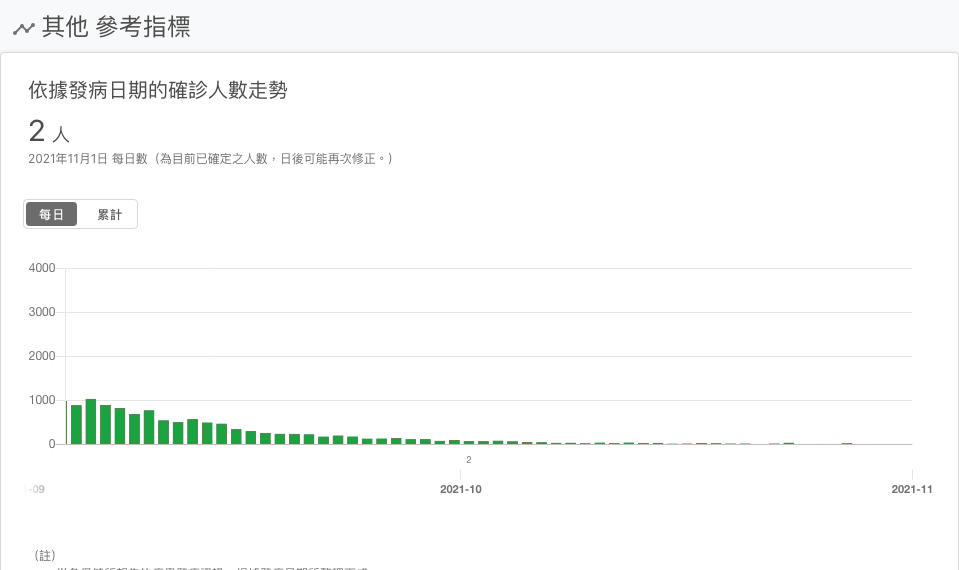 其他 參考指標
依據發病日期的確診人數走勢
2 人
2021年11月1日 每日數（為目前已確定之人數，日後可能再次修正。）
每日 累計
4000
3000
2000
1000
0
2
-09 2021-10 2021-11
（註）